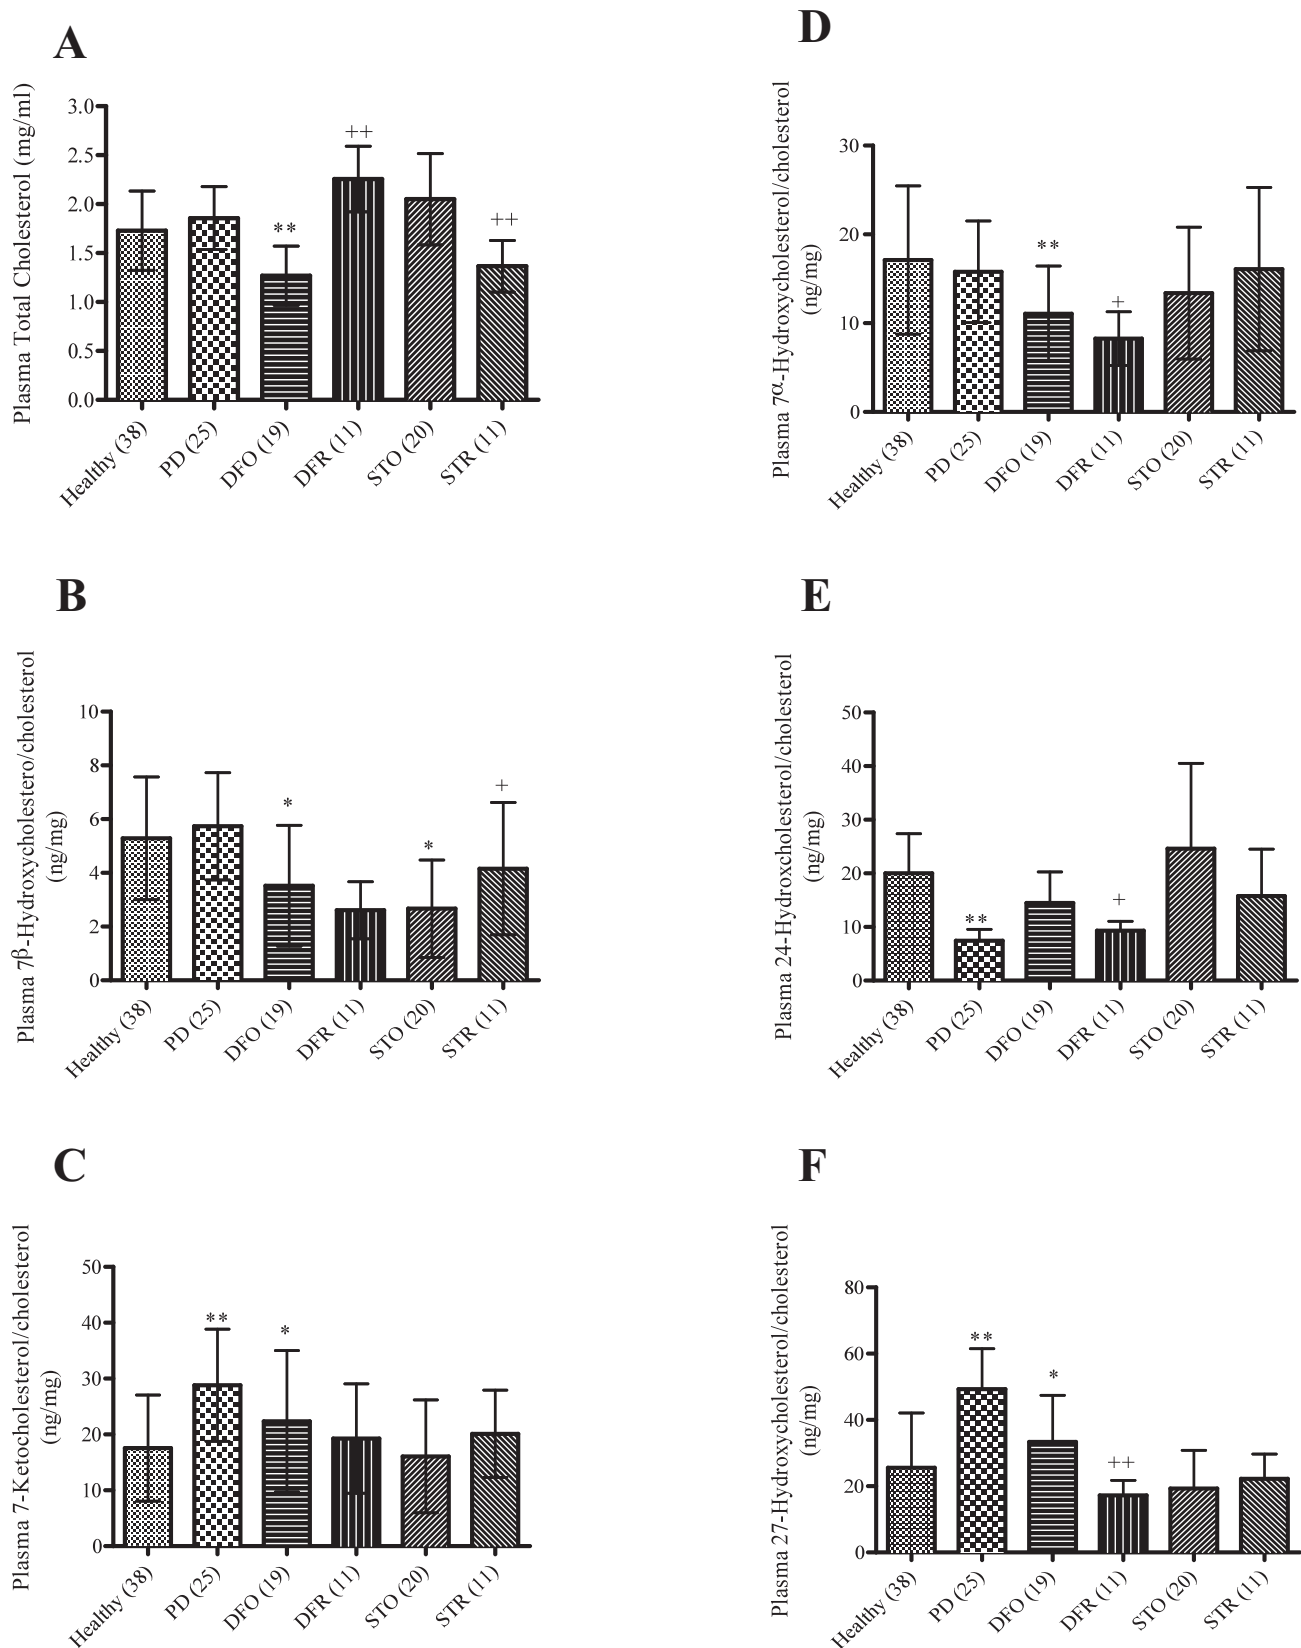 A
Plasma Total Cholesterol (mg/ml)
3.0
2.5
2.0
1.5
1.0
0.5
0.0
**
++
++
Healthy (38)
PD (25)
DFO (19)
DFR (11)
STO (20)
STR (11)
B
Plasma 7β-Hydroxycholestero/cholesterol
(ng/mg)
10
8
6
4
2
0
*
*
+
Healthy (38)
PD (25)
DFO (19)
DFR (11)
STO (20)
STR (11)
C
Plasma 7-Ketocholesterol/cholesterol
(ng/mg)
50
40
30
20
10
0
**
*
Healthy (38)
PD (25)
DFO (19)
DFR (11)
STO (20)
STR (11)
D
Plasma 7α-Hydroxycholesterol/cholesterol
(ng/mg)
30
20
10
0
**
+
Healthy (38)
PD (25)
DFO (19)
DFR (11)
STO (20)
STR (11)
E
Plasma 24-Hydroxcholesterol/cholesterol
(ng/mg)
50
40
30
20
10
0
**
+
Healthy (38)
PD (25)
DFO (19)
DFR (11)
STO (20)
STR (11)
F
Plasma 27-Hydroxycholesterol/cholesterol
(ng/mg)
80
60
40
20
0
**
*
++
Healthy (38)
PD (25)
DFO (19)
DFR (11)
STO (20)
STR (11)